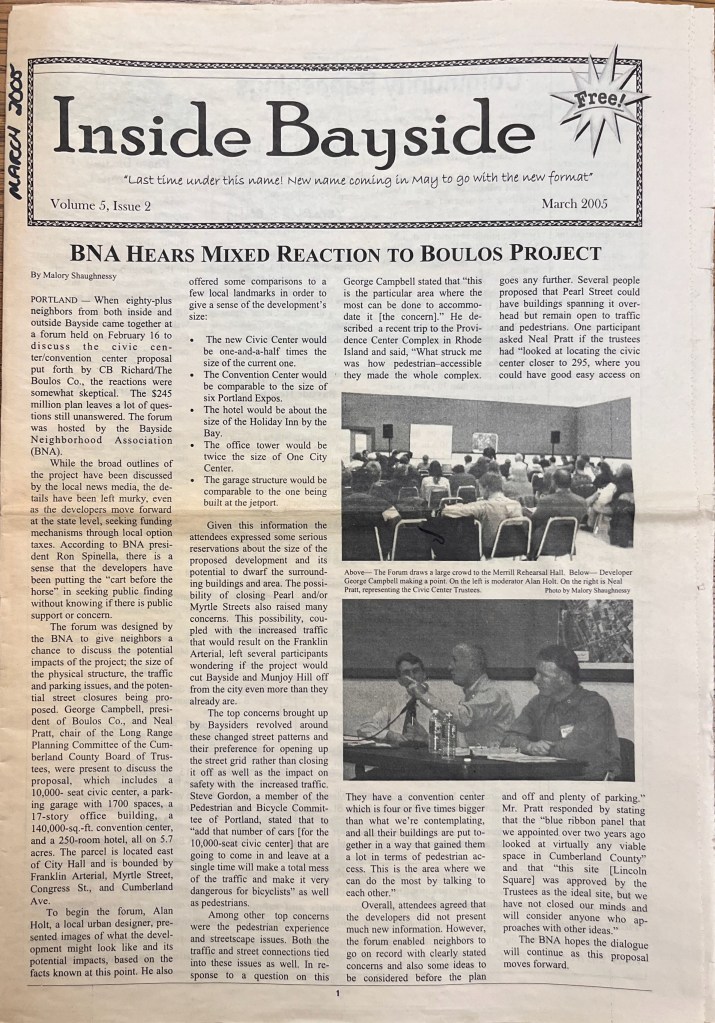 MARCH 2005
Inside Bayside
Free!
"Last time under this name! New name coming in May to go with the new format"
Volume 5, Issue 2
March 2005
BNA HEARS MIXED REACTION TO BOULOS PROJECT
By Malory Shaughnessy
PORTLAND — When eighty-plus
neighbors from both inside and
outside Bayside came together at
a forum held on February 16 to
discuss the civic cen-
ter/convention center proposal
put forth by CB Richard/The
Boulos Co., the reactions were
somewhat skeptical. The $245
million plan leaves a lot of ques-
tions still unanswered. The forum
was hosted by the Bayside
Neighborhood Association
(BNA).
While the broad outlines of
the project have been discussed
by the local news media, the de-
tails have been left murky, even
as the developers move forward
at the state level, seeking funding
mechanisms through local option
taxes. According to BNA presi-
dent Ron Spinella, there is a
sense that the developers have
been putting the "cart before the
horse" in seeking public finding
without knowing if there is public
support or concern.
The forum was designed by
the BNA to give neighbors a
chance to discuss the potential
impacts of the project; the size of
the physical structure, the traffic
and parking issues, and the poten-
tial street closures being pro-
posed. George Campbell, presi-
dent of Boulos Co., and Neal
Pratt, chair of the Long Range
Planning Committee of the Cum-
berland County Board of Trus-
tees, were present to discuss the
proposal, which includes a
10,000- seat civic center, a park-
ing garage with 1700 spaces, a
17-story office building, a
140,000-sq.-ft. convention center,
and a 250-room hotel, all on 5.7
acres. The parcel is located east
of City Hall and is bounded by
Franklin Arterial, Myrtle Street,
Congress St., and Cumberland
Ave.
To begin the forum, Alan
Holt, a local urban designer, pre-
sented images of what the devel-
opment might look like and its
potential impacts, based on the
facts known at this point. He also
offered some comparisons to a
few local landmarks in order to
give a sense of the development's
size:
• The new Civic Center would
be one-and-a-half times the
size of the current one.
• The Convention Center would
be comparable to the size of
six Portland Expos.
• The hotel would be about the
size of the Holiday Inn by the
Bay.
• The office tower would be
twice the size of One City
Center.
• The garage structure would be
comparable to the one being
built at the jetport.
Given this information the
attendees expressed some serious
reservations about the size of the
proposed development and its
potential to dwarf the surround-
ing buildings and area. The possi-
bility of closing Pearl and/or
Myrtle Streets also raised many
concerns. This possibility, cou-
pled with the increased traffic
that would result on the Franklin
Arterial, left several participants
wondering if the project would
cut Bayside and Munjoy Hill off
from the city even more than they
already are.
The top concerns brought up
by Baysiders revolved around
these changed street patterns and
their preference for opening up
the street grid rather than closing
it off as well as the impact on
safety with the increased traffic.
Steve Gordon, a member of the
Pedestrian and Bicycle Commit-
tee of Portland, stated that to
"add that number of cars [for the
10,000-seat civic center] that are
going to come in and leave at a
single time will make a total mess
of the traffic and make it very
dangerous for bicyclists" as well
as pedestrians.
Among other top concerns
were the pedestrian experience
and streetscape issues. Both the
traffic and street connections tied
into these issues as well. In re-
sponse to a question on this
George Campbell stated that "this
is the particular area where the
most can be done to accommo-
date it [the concern]." He de-
scribed a recent trip to the Provi-
dence Center Complex in Rhode
Island and said, "What struck me
was how pedestrian–accessible
they made the whole complex.
goes any further. Several people
proposed that Pearl Street could
have buildings spanning it over-
head but remain open to traffic
and pedestrians. One participant
asked Neal Pratt if the trustees
had "looked at locating the civic
center closer to 295, where you
could have good easy access on
Above— The Forum draws a large crowd to the Merrill Rehearsal Hall. Below— Developer
George Campbell making a point. On the left is moderator Alan Holt. On the right is Neal
Pratt, representing the Civic Center Trustees. Photo by Malory Shaughnessy
They have a convention center
which is four or five times bigger
than what we're contemplating,
and all their buildings are put to-
gether in a way that gained them
a lot in terms of pedestrian ac-
cess. This is the area where we
can do the most by talking to
each other."
Overall, attendees agreed that
the developers did not present
much new information. However,
the forum enabled neighbors to
go on record with clearly stated
concerns and also some ideas to
be considered before the plan
and off and plenty of parking."
Mr. Pratt responded by stating
that the "blue ribbon panel that
we appointed over two years ago
looked at virtually any viable
space in Cumberland County"
and that "this site [Lincoln
Square] was approved by the
Trustees as the ideal site, but we
have not closed our minds and
will consider anyone who ap-
proaches with other ideas."
The BNA hopes the dialogue
will continue as this proposal
moves forward.
1